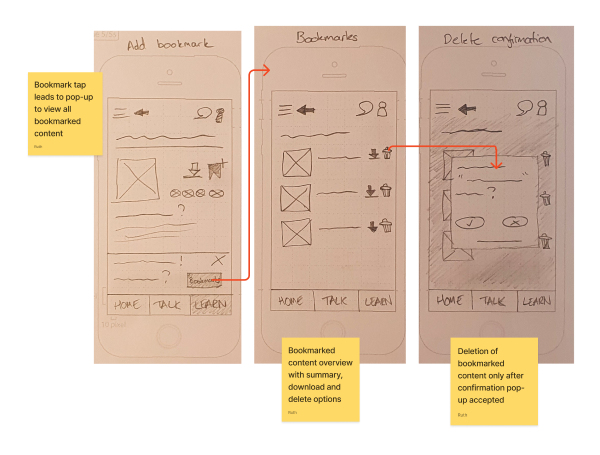 Add bookmark
Bookmark tap
leads to pop-up
to view all
bookmarked
content
Ruth
?
!
?
Bookmarks
HOME TALK LEARN
Bookmarks
HOME TALK LEARN
Bookmarked
content overview
with summary,
download and
delete options
Ruth
Delete confirmation
" "
?
HOME TALK LEARN
Deletion of
bookmarked
content only after
confirmation pop-
up accepted
Ruth